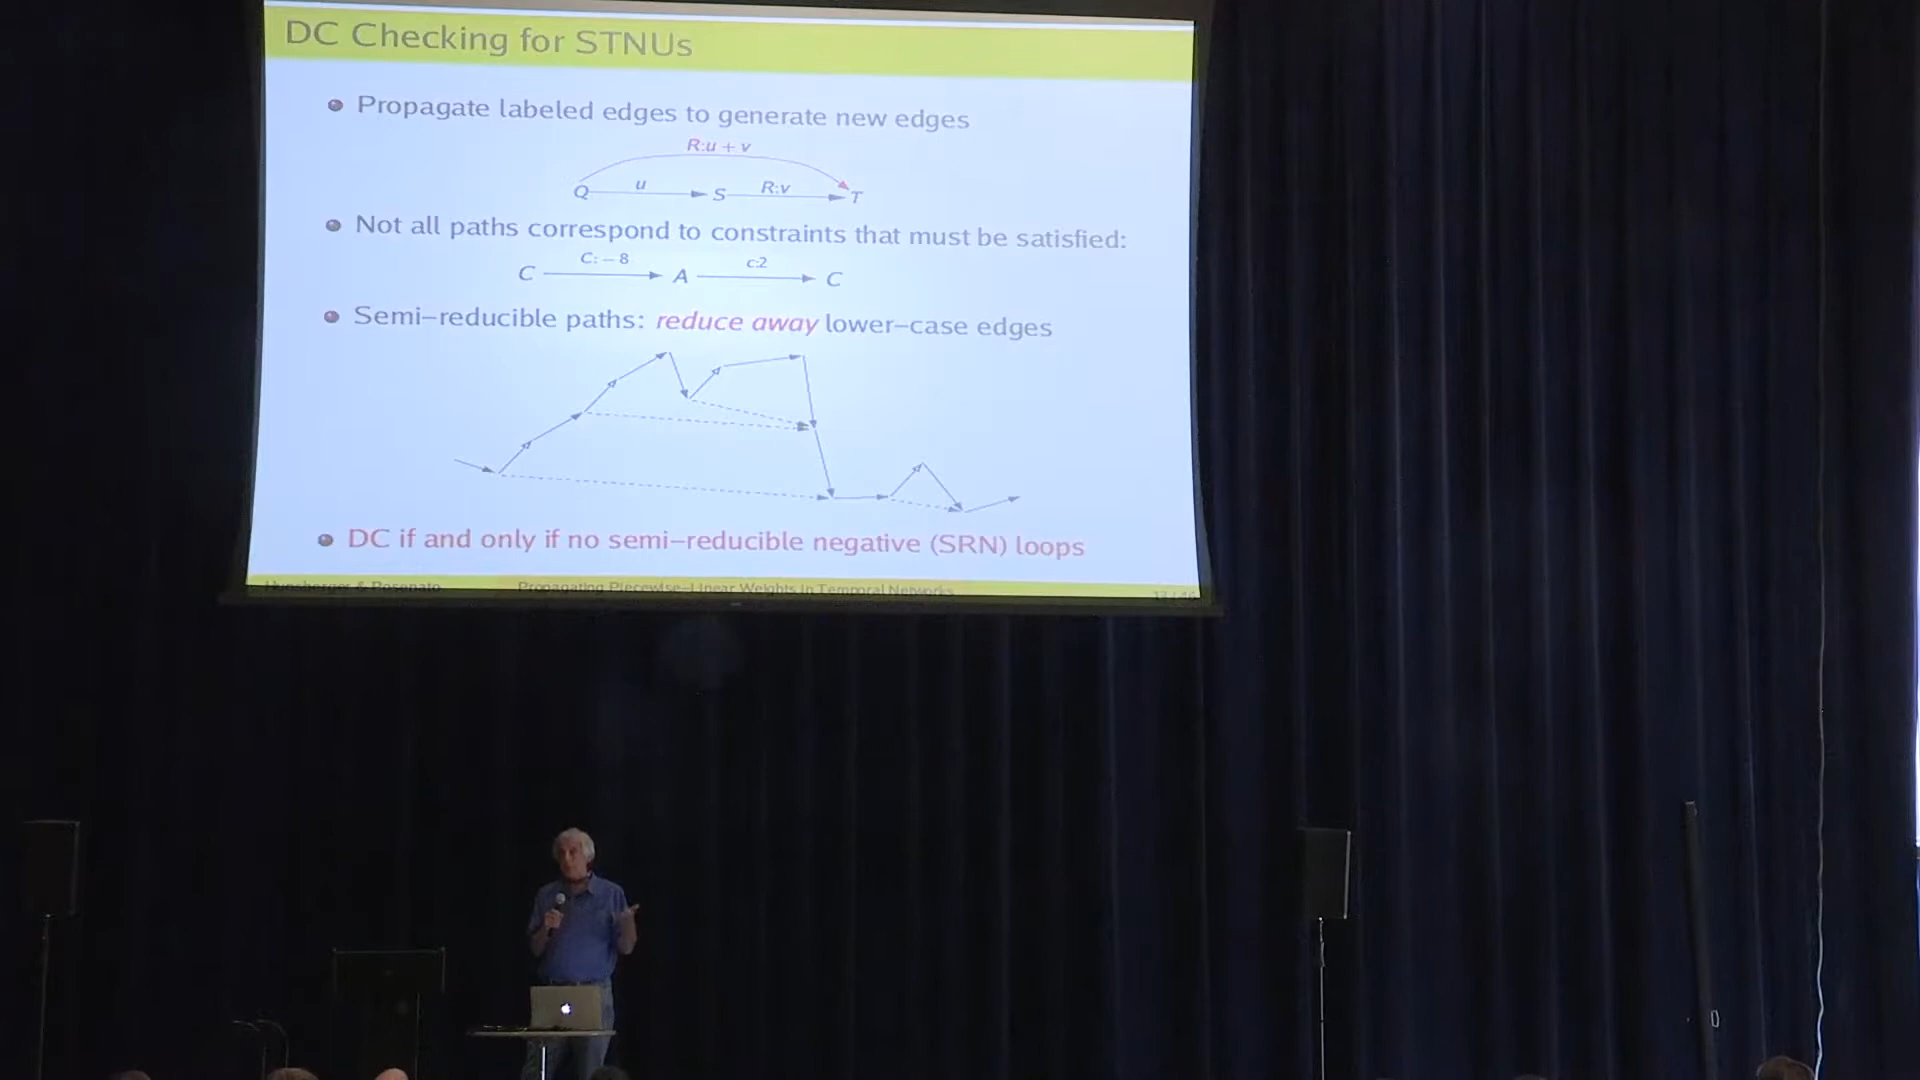 DC Checking for STNUs
Propagate labeled edges to generate new edges
R:u + v
Q u S R:v T
Not all paths correspond to constraints that must be satisfied:
C C: – 8 A c:2 C
Semi–reducible paths: reduce away lower–case edges
DC if and only if no semi–reducible negative (SRN) loops
Hunsberger & Posenato Propagating Piecewise–Linear Weights in Temporal Networks